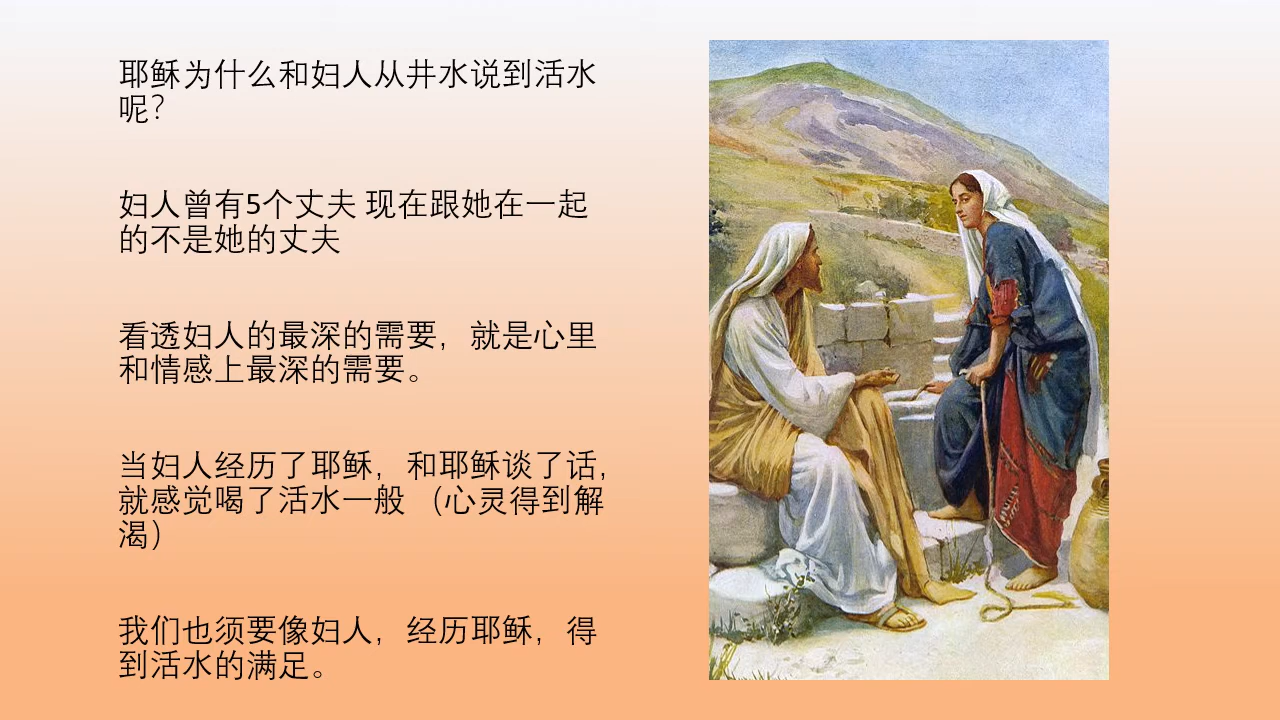 耶稣为什么和妇人从井水说到活水
呢？
妇人曾有5个丈夫 现在跟她在一起
的不是她的丈夫
看透妇人的最深的需要，就是心里
和情感上最深的需要。
当妇人经历了耶稣，和耶稣谈了话，
就感觉喝了活水一般 （心灵得到解
渴）
我们也须要像妇人，经历耶稣，得
到活水的满足。